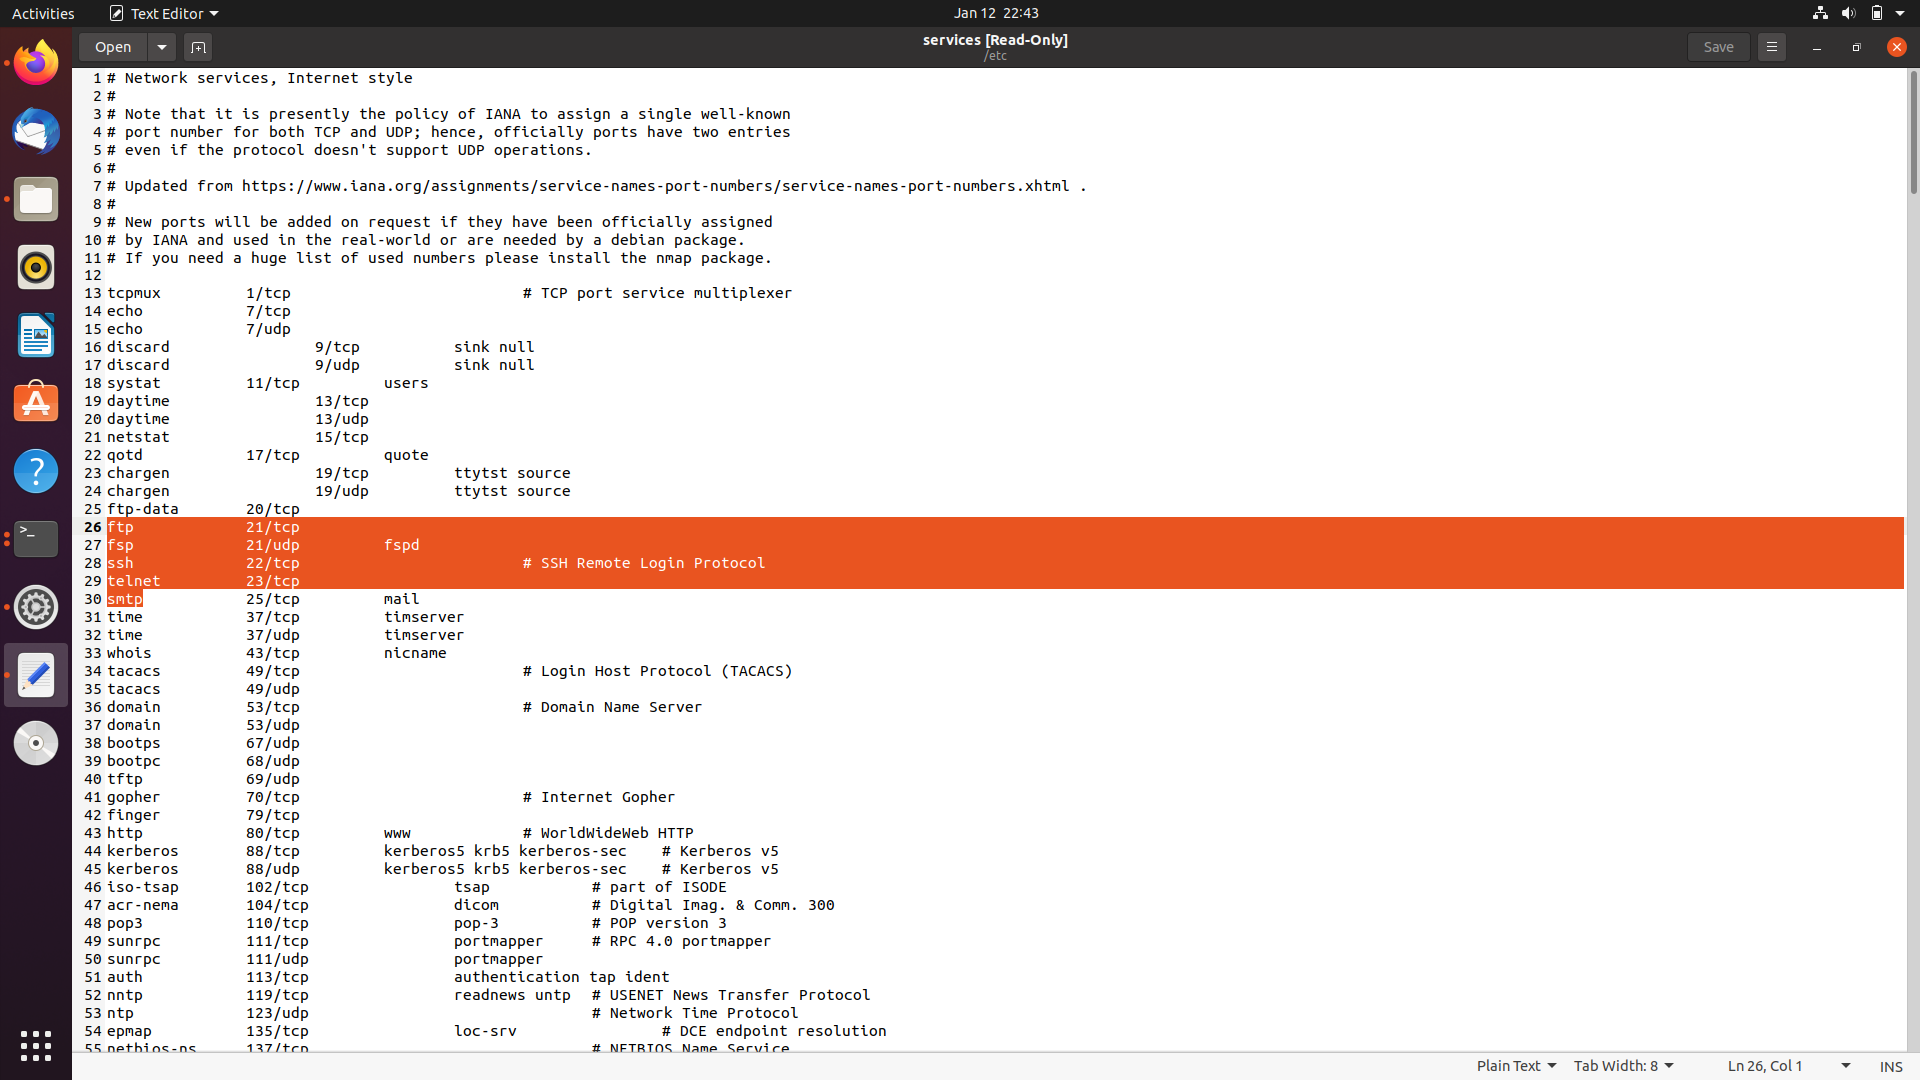 Activities Text Editor Jan 12 22:43
Open services [Read-Only] Save
/etc
1 # Network services, Internet style
2 #
3 # Note that it is presently the policy of IANA to assign a single well-known
4 # port number for both TCP and UDP; hence, officially ports have two entries
5 # even if the protocol doesn't support UDP operations.
6 #
7 # Updated from https://www.iana.org/assignments/service-names-port-numbers/service-names-port-numbers.xhtml .
8 #
9 # New ports will be added on request if they have been officially assigned
10 # by IANA and used in the real-world or are needed by a debian package.
11 # If you need a huge list of used numbers please install the nmap package.
12
13 tcpmux 1/tcp # TCP port service multiplexer
14 echo 7/tcp
15 echo 7/udp
16 discard 9/tcp sink null
17 discard 9/udp sink null
18 systat 11/tcp users
19 daytime 13/tcp
20 daytime 13/udp
21 netstat 15/tcp
22 qotd 17/tcp quote
23 chargen 19/tcp ttytst source
24 chargen 19/udp ttytst source
25 ftp-data 20/tcp
26 ftp 21/tcp
27 fsp 21/udp fspd
28 ssh 22/tcp # SSH Remote Login Protocol
29 telnet 23/tcp
30 smtp 25/tcp mail
31 time 37/tcp timserver
32 time 37/udp timserver
33 whois 43/tcp nicname
34 tacacs 49/tcp # Login Host Protocol (TACACS)
35 tacacs 49/udp
36 domain 53/tcp # Domain Name Server
37 domain 53/udp
38 bootps 67/udp
39 bootpc 68/udp
40 tftp 69/udp
41 gopher 70/tcp # Internet Gopher
42 finger 79/tcp
43 http 80/tcp www # WorldWideWeb HTTP
44 kerberos 88/tcp kerberos5 krb5 kerberos-sec # Kerberos v5
45 kerberos 88/udp kerberos5 krb5 kerberos-sec # Kerberos v5
46 iso-tsap 102/tcp tsap # part of ISODE
47 acr-nema 104/tcp dicom # Digital Imag. & Comm. 300
48 pop3 110/tcp pop-3 # POP version 3
49 sunrpc 111/tcp portmapper # RPC 4.0 portmapper
50 sunrpc 111/udp portmapper
51 auth 113/tcp authentication tap ident
52 nntp 119/tcp readnews untp # USENET News Transfer Protocol
53 ntp 123/udp # Network Time Protocol
54 epmap 135/tcp loc-srv # DCE endpoint resolution
55 netbios-ns 137/tcp # NETBIOS Name Service
Plain Text Tab Width: 8 Ln 26, Col 1 INS